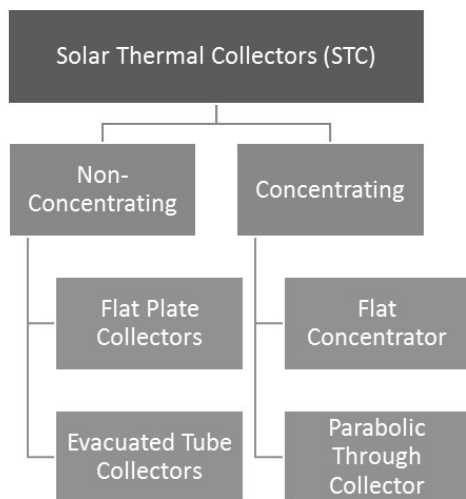 Solar Thermal Collectors (STC)
Non-
Concentrating
Concentrating
Flat Plate
Collectors
Flat
Concentrator
Evacuated Tube
Collectors
Parabolic
Through
Collector